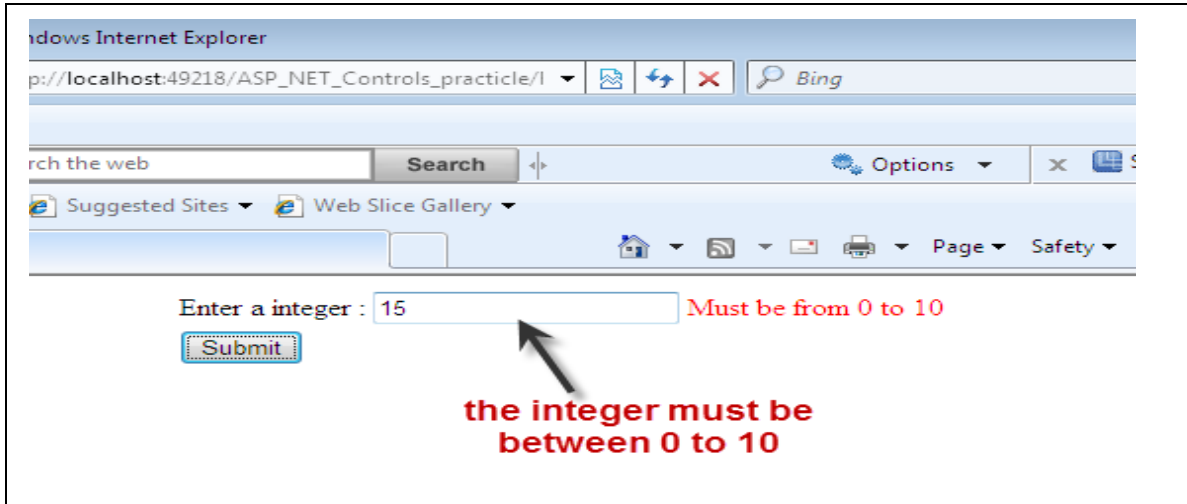 ndows Internet Explorer
p://localhost:49218/ASP_NET_Controls_practicle/ Bing
rch the web Search Options x
Suggested Sites Web Slice Gallery
Page Safety
Enter a integer : 15 Must be from 0 to 10
Submit
the integer must be
between 0 to 10